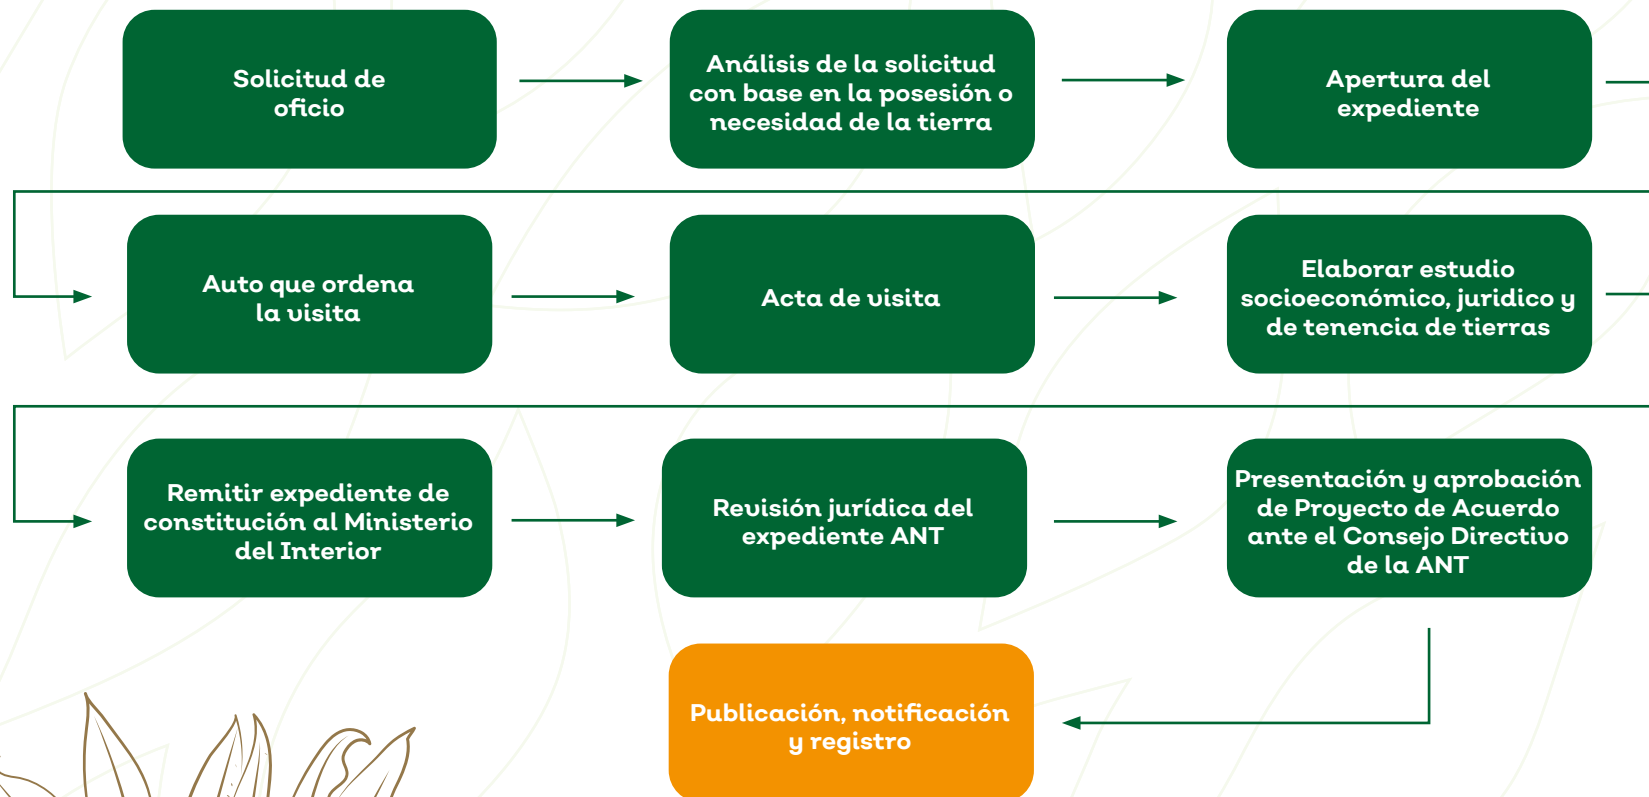 Solicitud de
oficio
Análisis de la solicitud
con base en la posesión o
necesidad de la tierra
Apertura del
expediente
Auto que ordena
la visita
Acta de visita
Elaborar estudio
socioeconómico, juridico y
de tenencia de tierras
Remitir expediente de
constitución al Ministerio
del Interior
Revisión jurídica del
expediente ANT
Presentación y aprobación
de Proyecto de Acuerdo
ante el Consejo Directivo
de la ANT
Publicación, notificación
y registro